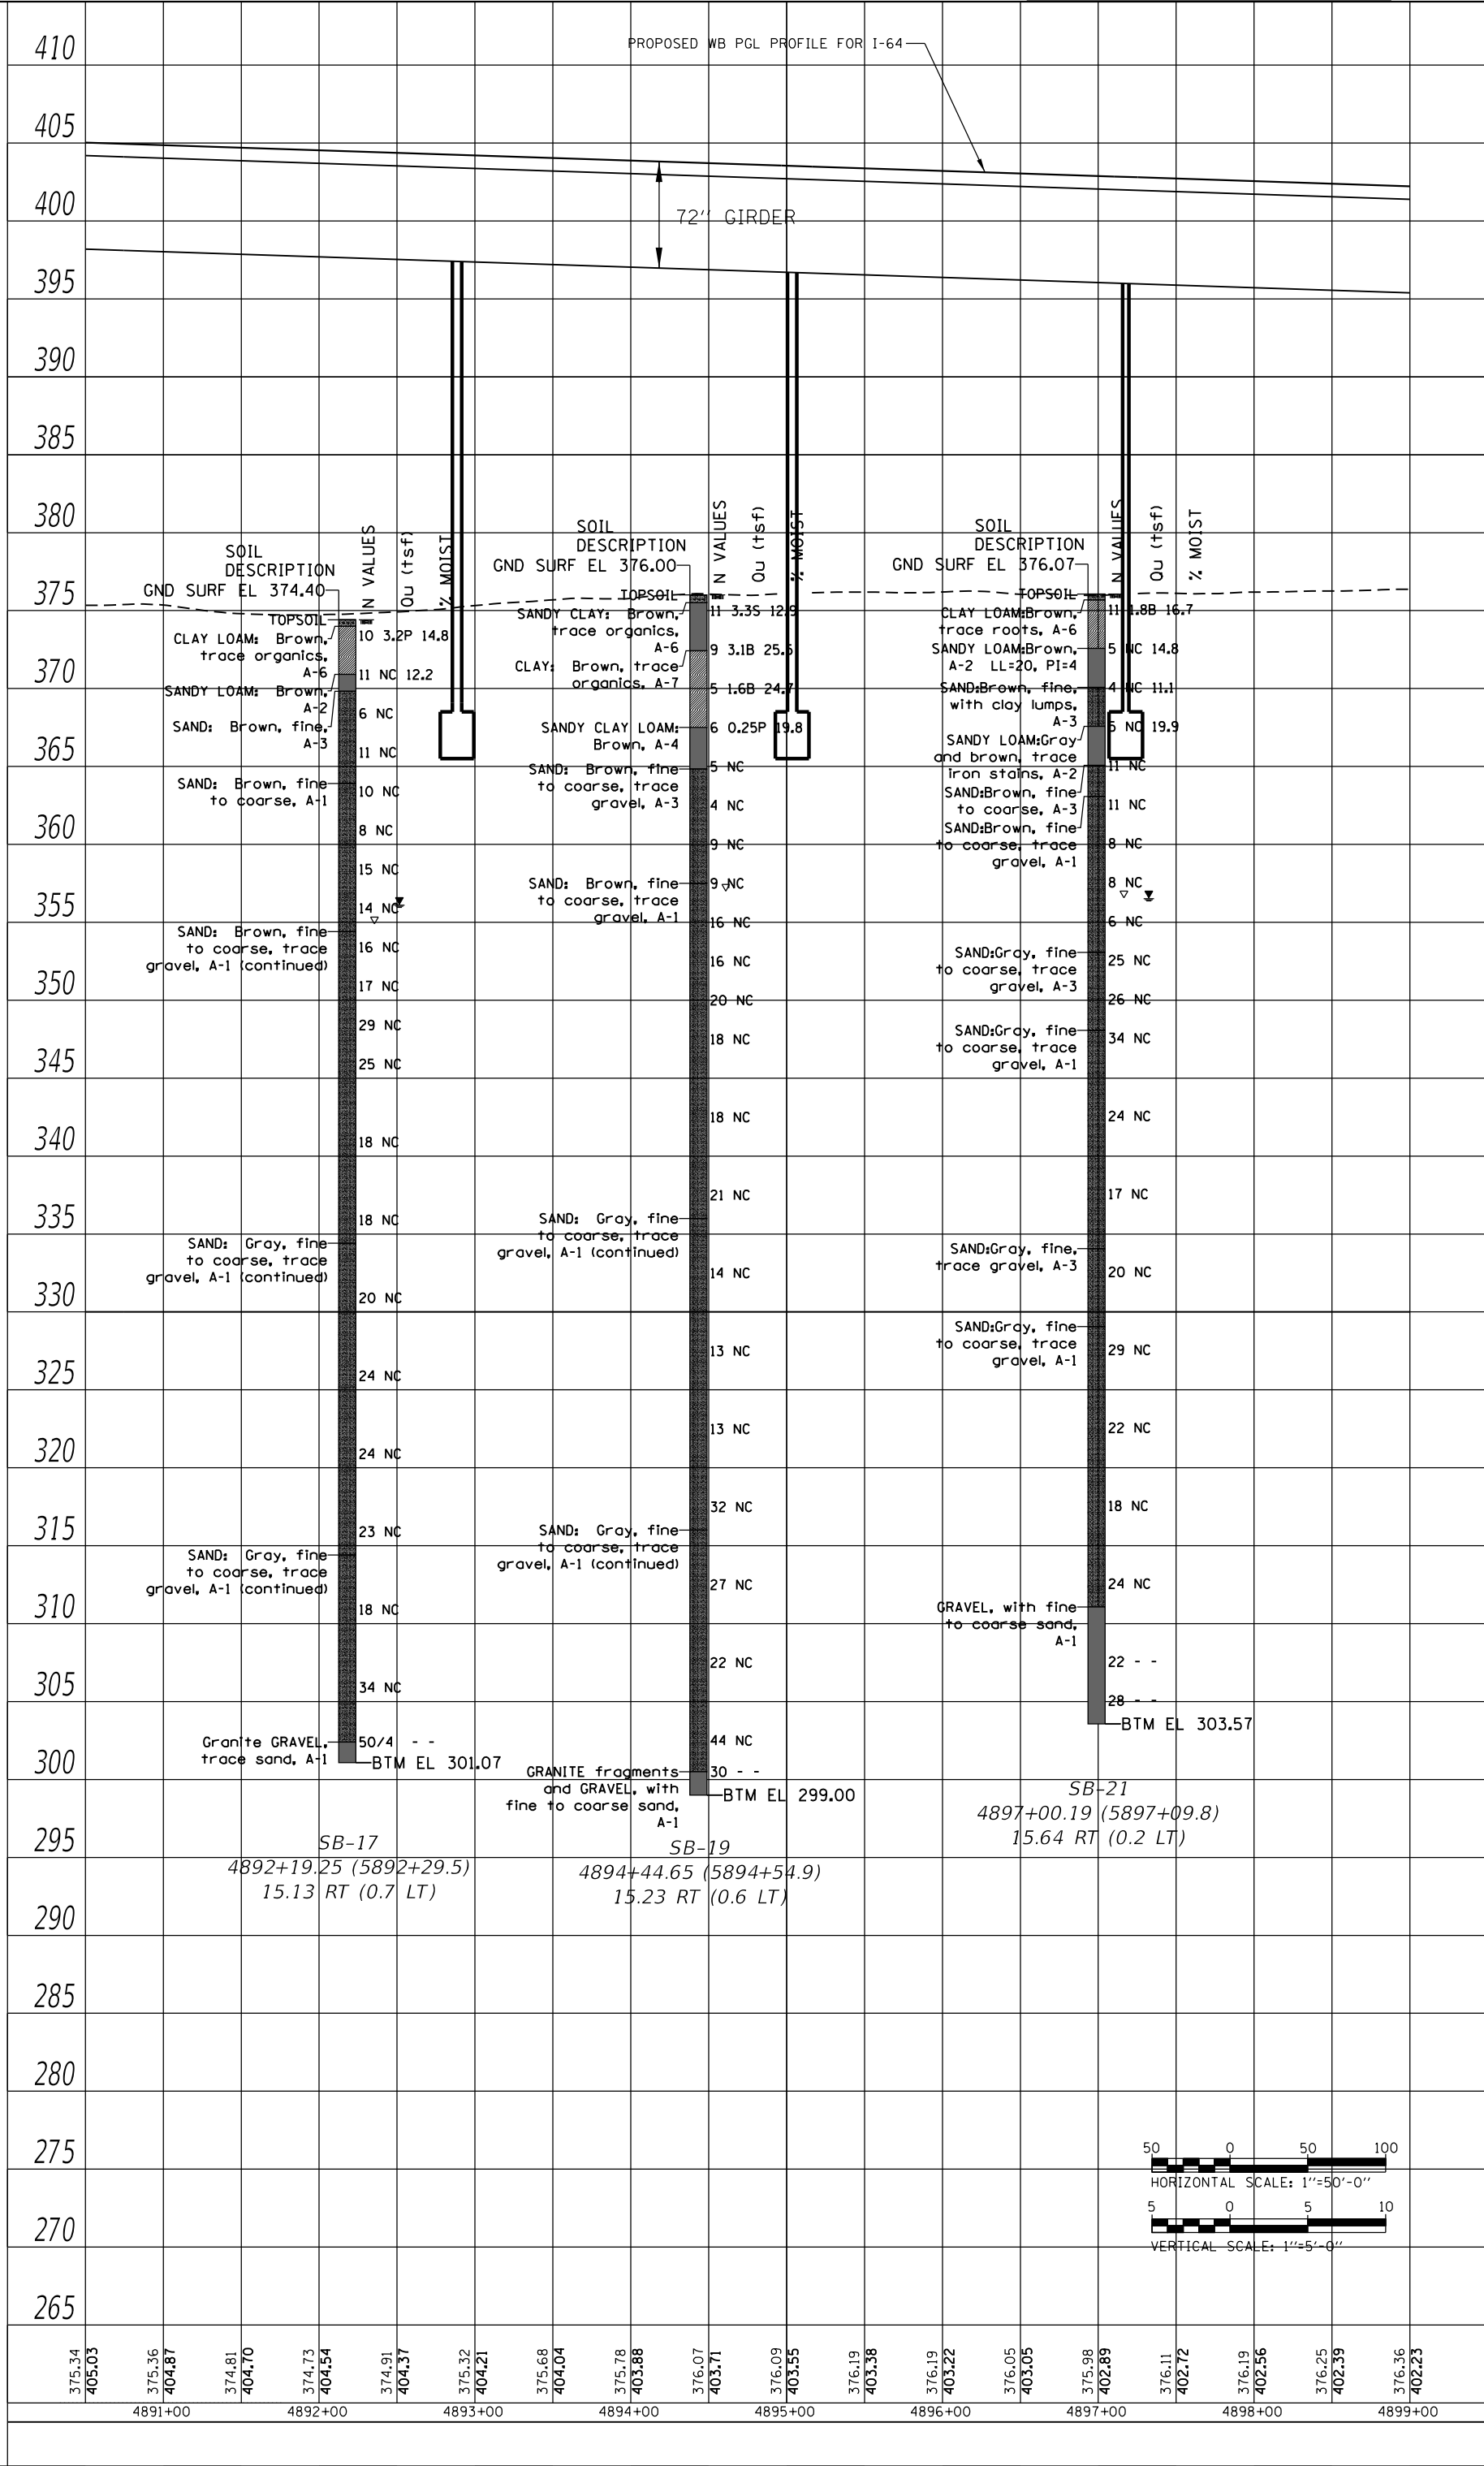 PROPOSED WB PGL PROFILE FOR I-64
72" GIRDER
410
405
400
395
390
385
380
375
370
365
360
355
350
345
340
335
330
325
320
315
310
305
300
295
290
285
280
275
270
265
SOIL
DESCRIPTION
GND SURF EL 374.40
N VALUES
Qu (tsf)
% MOIST
TOPSOIL
CLAY LOAM: Brown,
trace organics,
A-6
SANDY LOAM: Brown,
A-2
SAND: Brown, fine,
A-3
SAND: Brown, fine
to coarse, A-1
SAND: Brown, fine
to coarse, trace
gravel, A-1 (continued)
SAND: Gray, fine
to coarse, trace
gravel, A-1 (continued)
SAND: Gray, fine
to coarse, trace
gravel, A-1 (continued)
Granite GRAVEL,
trace sand, A-1
10 3.2P 14.8
11 NC 12.2
6 NC
11 NC
10 NC
8 NC
15 NC
14 NC
16 NC
17 NC
29 NC
25 NC
18 NC
18 NC
20 NC
24 NC
24 NC
23 NC
18 NC
34 NC
50/4 - -
BTM EL 301.07
SB-17
4892+19.25 (5892+29.5)
15.13 RT (0.7 LT)
SOIL
DESCRIPTION
GND SURF EL 376.00
N VALUES
Qu (tsf)
% MOIST
TOPSOIL
SANDY CLAY: Brown,
trace organics,
A-6
CLAY: Brown, trace
organics, A-7
SANDY CLAY LOAM:
Brown, A-4
SAND: Brown, fine
to coarse, trace
gravel, A-3
SAND: Brown, fine
to coarse, trace
gravel, A-1
SAND: Gray, fine
to coarse, trace
gravel, A-1 (continued)
SAND: Gray, fine
to coarse, trace
gravel, A-1 (continued)
GRANITE fragments
and GRAVEL, with
fine to coarse sand,
A-1
11 3.3S 12.9
9 3.1B 25.5
5 1.6B 24.7
6 0.25P 19.8
5 NC
4 NC
9 NC
9 NC
16 NC
16 NC
20 NC
18 NC
18 NC
21 NC
14 NC
13 NC
13 NC
32 NC
27 NC
22 NC
44 NC
30 - -
BTM EL 299.00
SB-19
4894+44.65 (5894+54.9)
15.23 RT (0.6 LT)
SOIL
DESCRIPTION
GND SURF EL 376.07
N VALUES
Qu (tsf)
% MOIST
TOPSOIL
CLAY LOAM:Brown,
trace roots, A-6
SANDY LOAM:Brown,
A-2 LL=20, PI=4
SAND:Brown, fine,
with clay lumps,
A-3
SANDY LOAM:Gray
and brown, trace
iron stains, A-2
SAND:Brown, fine
to coarse, A-3
SAND:Brown, fine
to coarse, trace
gravel, A-1
SAND:Gray, fine
to coarse, trace
gravel, A-3
SAND:Gray, fine
to coarse, trace
gravel, A-1
SAND:Gray, fine,
trace gravel, A-3
SAND:Gray, fine
to coarse, trace
gravel, A-1
GRAVEL, with fine
to coarse sand,
A-1
11 1.8B 16.7
5 NC 14.8
4 NC 11.1
5 NC 19.9
11 NC
11 NC
8 NC
8 NC
6 NC
25 NC
26 NC
34 NC
24 NC
17 NC
20 NC
29 NC
22 NC
18 NC
24 NC
22 - -
28 - -
BTM EL 303.57
SB-21
4897+00.19 (5897+09.8)
15.64 RT (0.2 LT)
50 0 50 100
HORIZONTAL SCALE: 1"=50'-0"
5 0 5 10
VERTICAL SCALE: 1"=5'-0"
375.34 405.03
375.36 404.87
374.81 404.70
374.73 404.54
374.91 404.37
375.32 404.21
375.68 404.04
375.78 403.88
376.07 403.71
376.09 403.55
376.19 403.38
376.19 403.22
376.05 403.05
375.98 402.89
376.11 402.72
376.19 402.56
376.25 402.39
376.36 402.23
4891+00 4892+00 4893+00 4894+00 4895+00 4896+00 4897+00 4898+00 4899+00